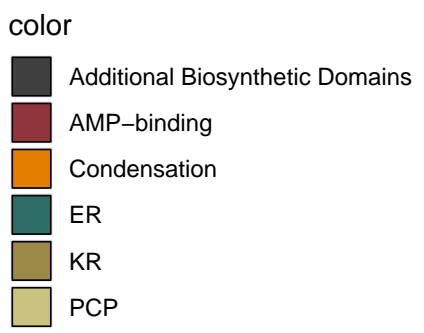 color
Additional Biosynthetic Domains
AMP−binding
Condensation
ER
KR
PCP